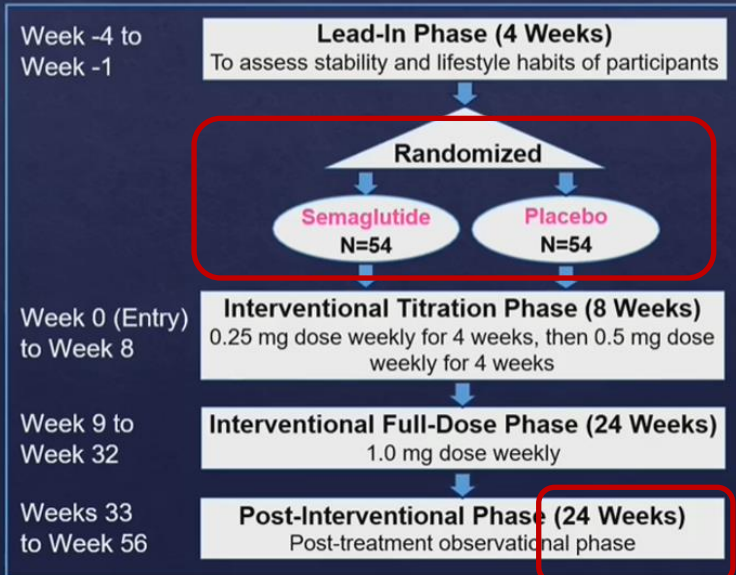 Week -4 to
Week -1
Lead-In Phase (4 Weeks)
To assess stability and lifestyle habits of participants
Randomized
Semaglutide
N=54
Placebo
N=54
Week 0 (Entry)
to Week 8
Interventional Titration Phase (8 Weeks)
0.25 mg dose weekly for 4 weeks, then 0.5 mg dose
weekly for 4 weeks
Week 9 to
Week 32
Interventional Full-Dose Phase (24 Weeks)
1.0 mg dose weekly
Weeks 33
to Week 56
Post-Interventional Phase (24 Weeks)
Post-treatment observational phase